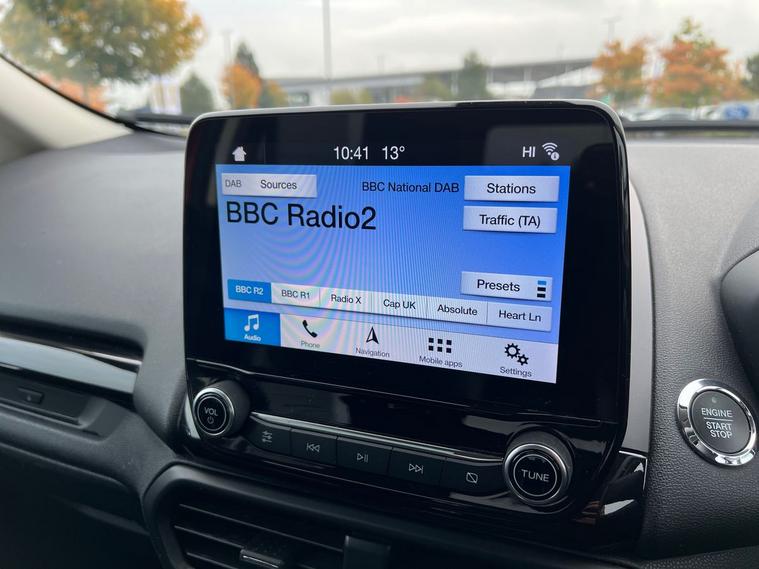 10:41 13° HI
DAB Sources BBC National DAB Stations
BBC Radio2
Traffic (TA)
Presets
BBC R2 BBC R1 Radio X Cap UK Absolute Heart Ln
Audio Phone Navigation Mobile apps Settings
VOL
TUNE
ENGINE
START
STOP